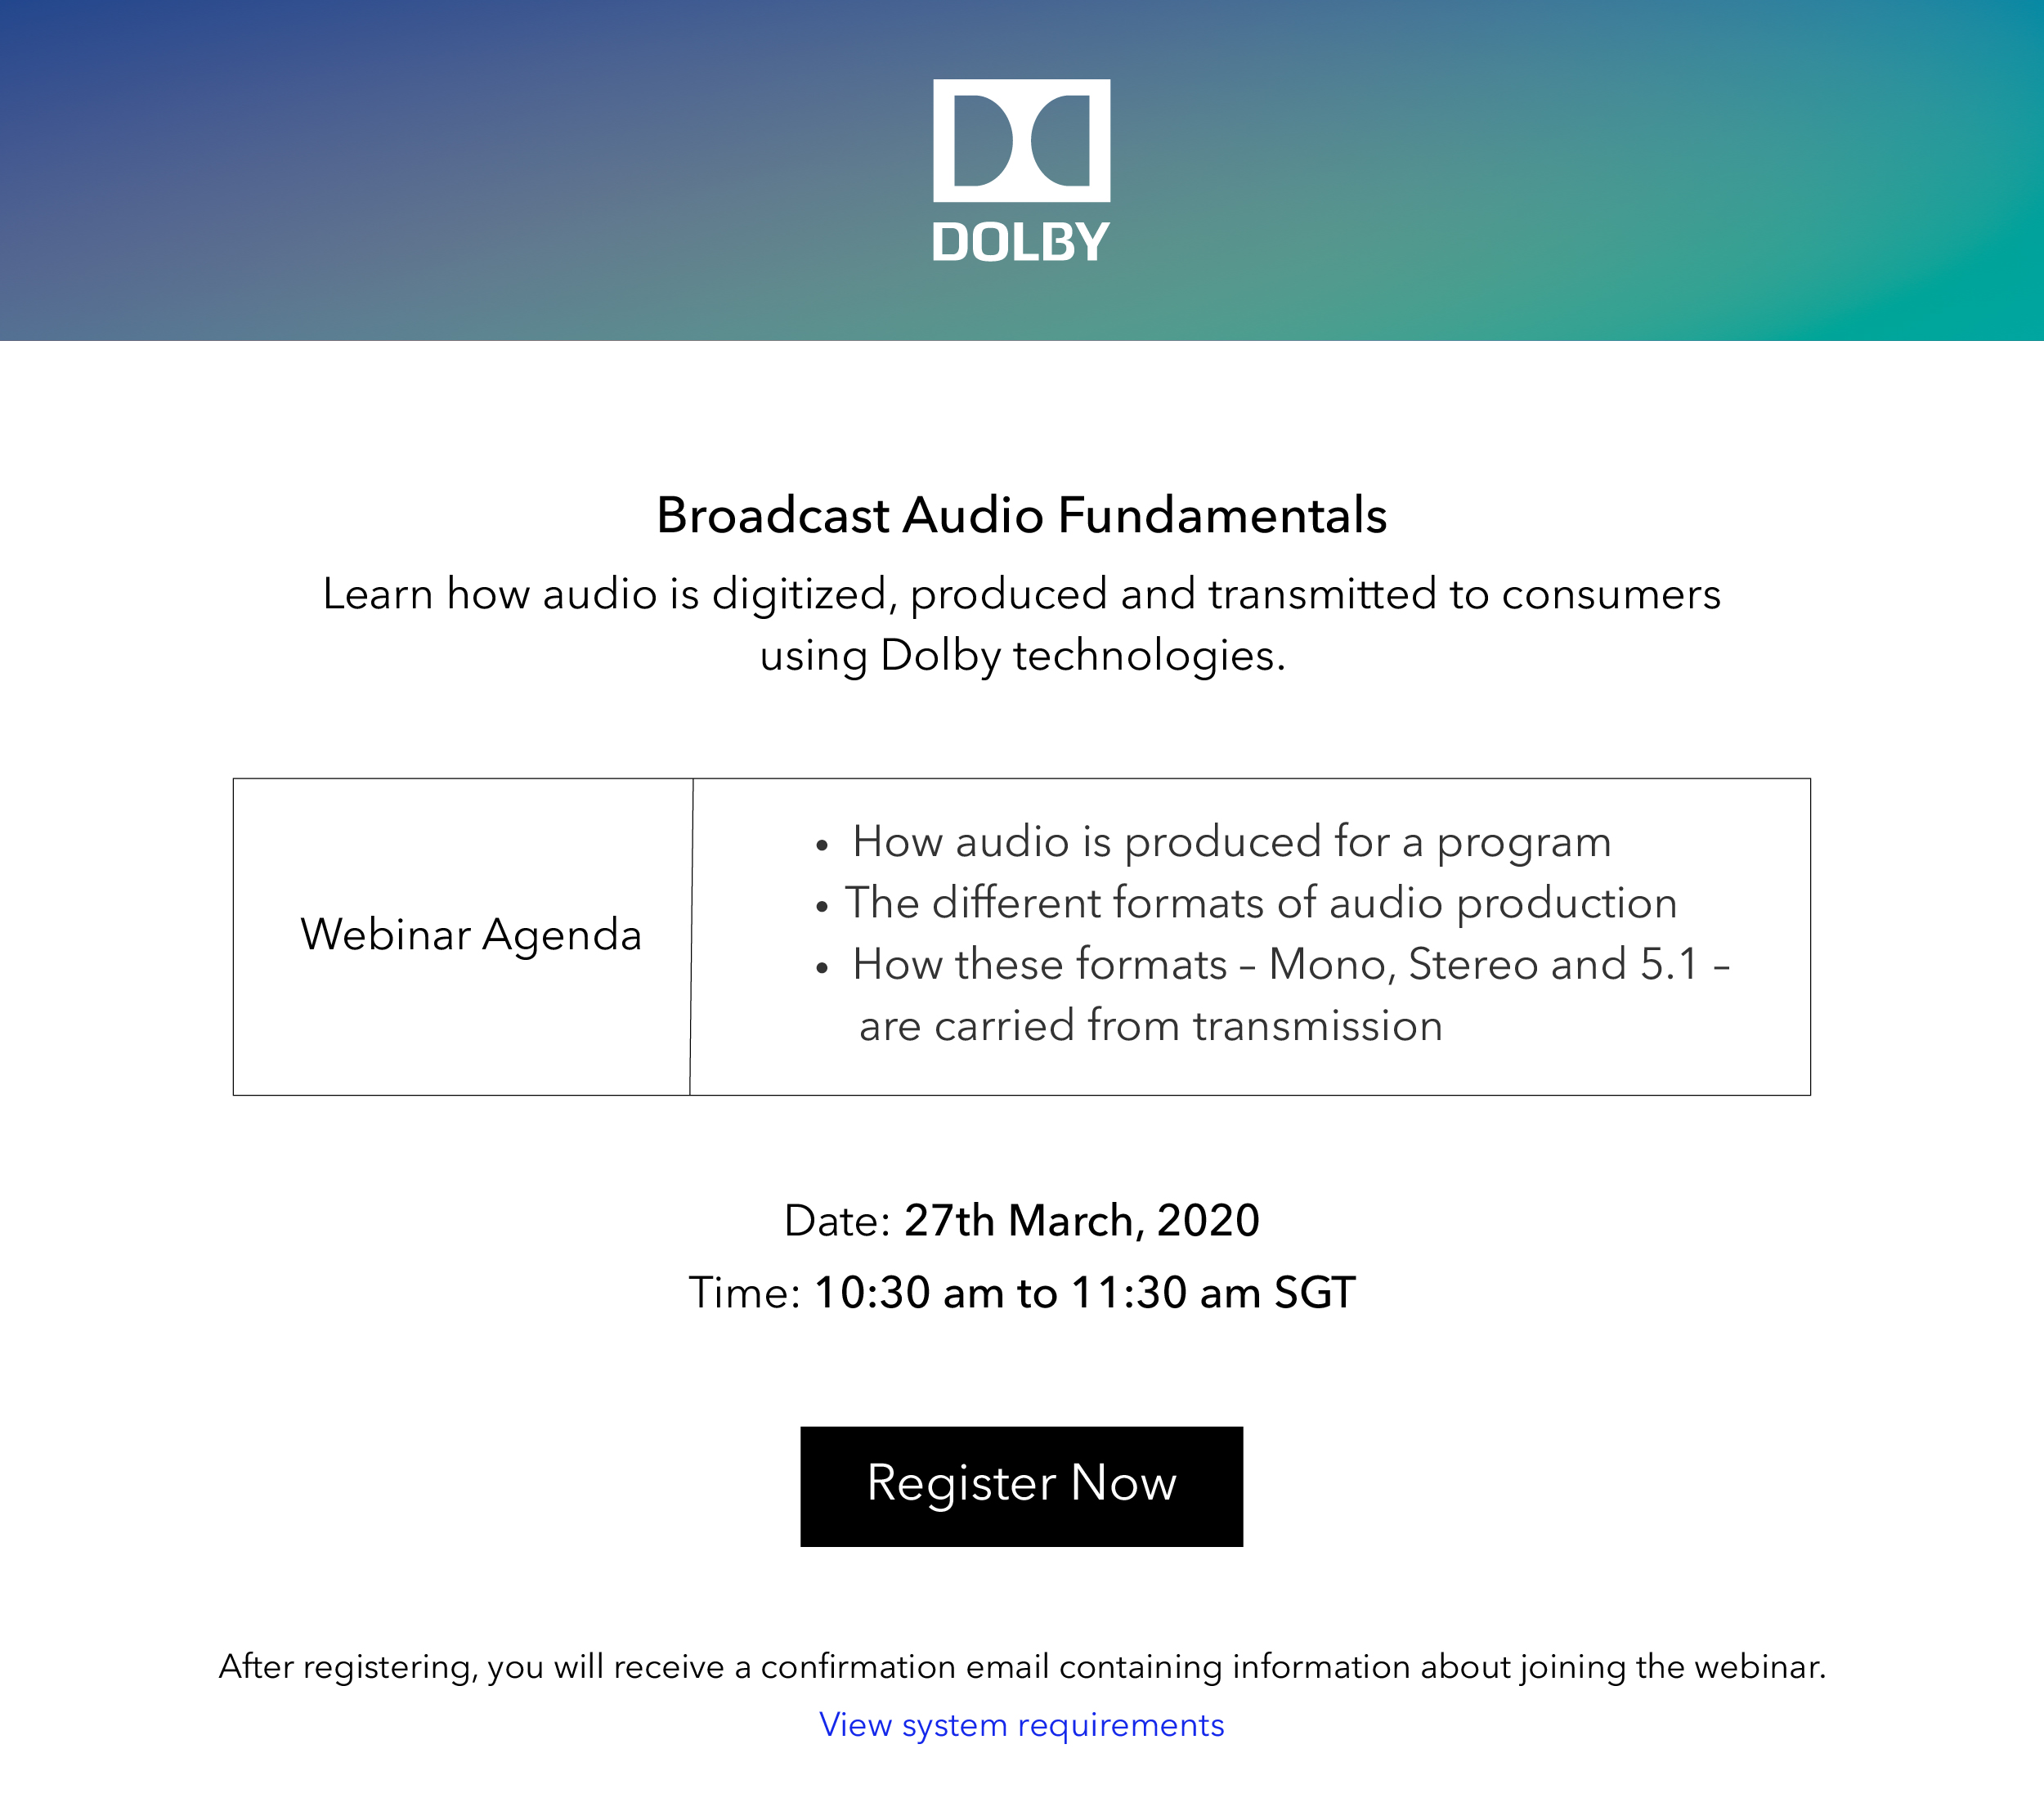 DOLBY
Broadcast Audio Fundamentals
Learn how audio is digitized, produced and transmitted to consumers
using Dolby technologies.
Webinar Agenda
• How audio is produced for a program
• The different formats of audio production
• How these formats – Mono, Stereo and 5.1 –
are carried from transmission
Date: 27th March, 2020
Time: 10:30 am to 11:30 am SGT
Register Now
After registering, you will receive a confirmation email containing information about joining the webinar.
View system requirements